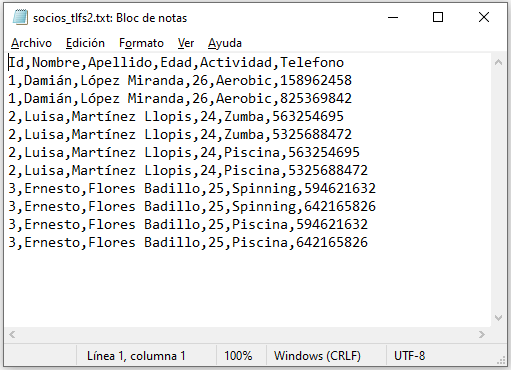 socios_tlfs2.txt: Bloc de notas
Archivo Edición Formato Ver Ayuda
Id,Nombre,Apellido,Edad,Actividad,Telefono
1,Damián,López Miranda,26,Aerobic,158962458
1,Damián,López Miranda,26,Aerobic,825369842
2,Luisa,Martínez Llopis,24,Zumba,563254695
2,Luisa,Martínez Llopis,24,Zumba,5325688472
2,Luisa,Martínez Llopis,24,Piscina,563254695
2,Luisa,Martínez Llopis,24,Piscina,5325688472
3,Ernesto,Flores Badillo,25,Spinning,594621632
3,Ernesto,Flores Badillo,25,Spinning,642165826
3,Ernesto,Flores Badillo,25,Piscina,594621632
3,Ernesto,Flores Badillo,25,Piscina,642165826
Línea 1, columna 1 100% Windows (CRLF) UTF-8